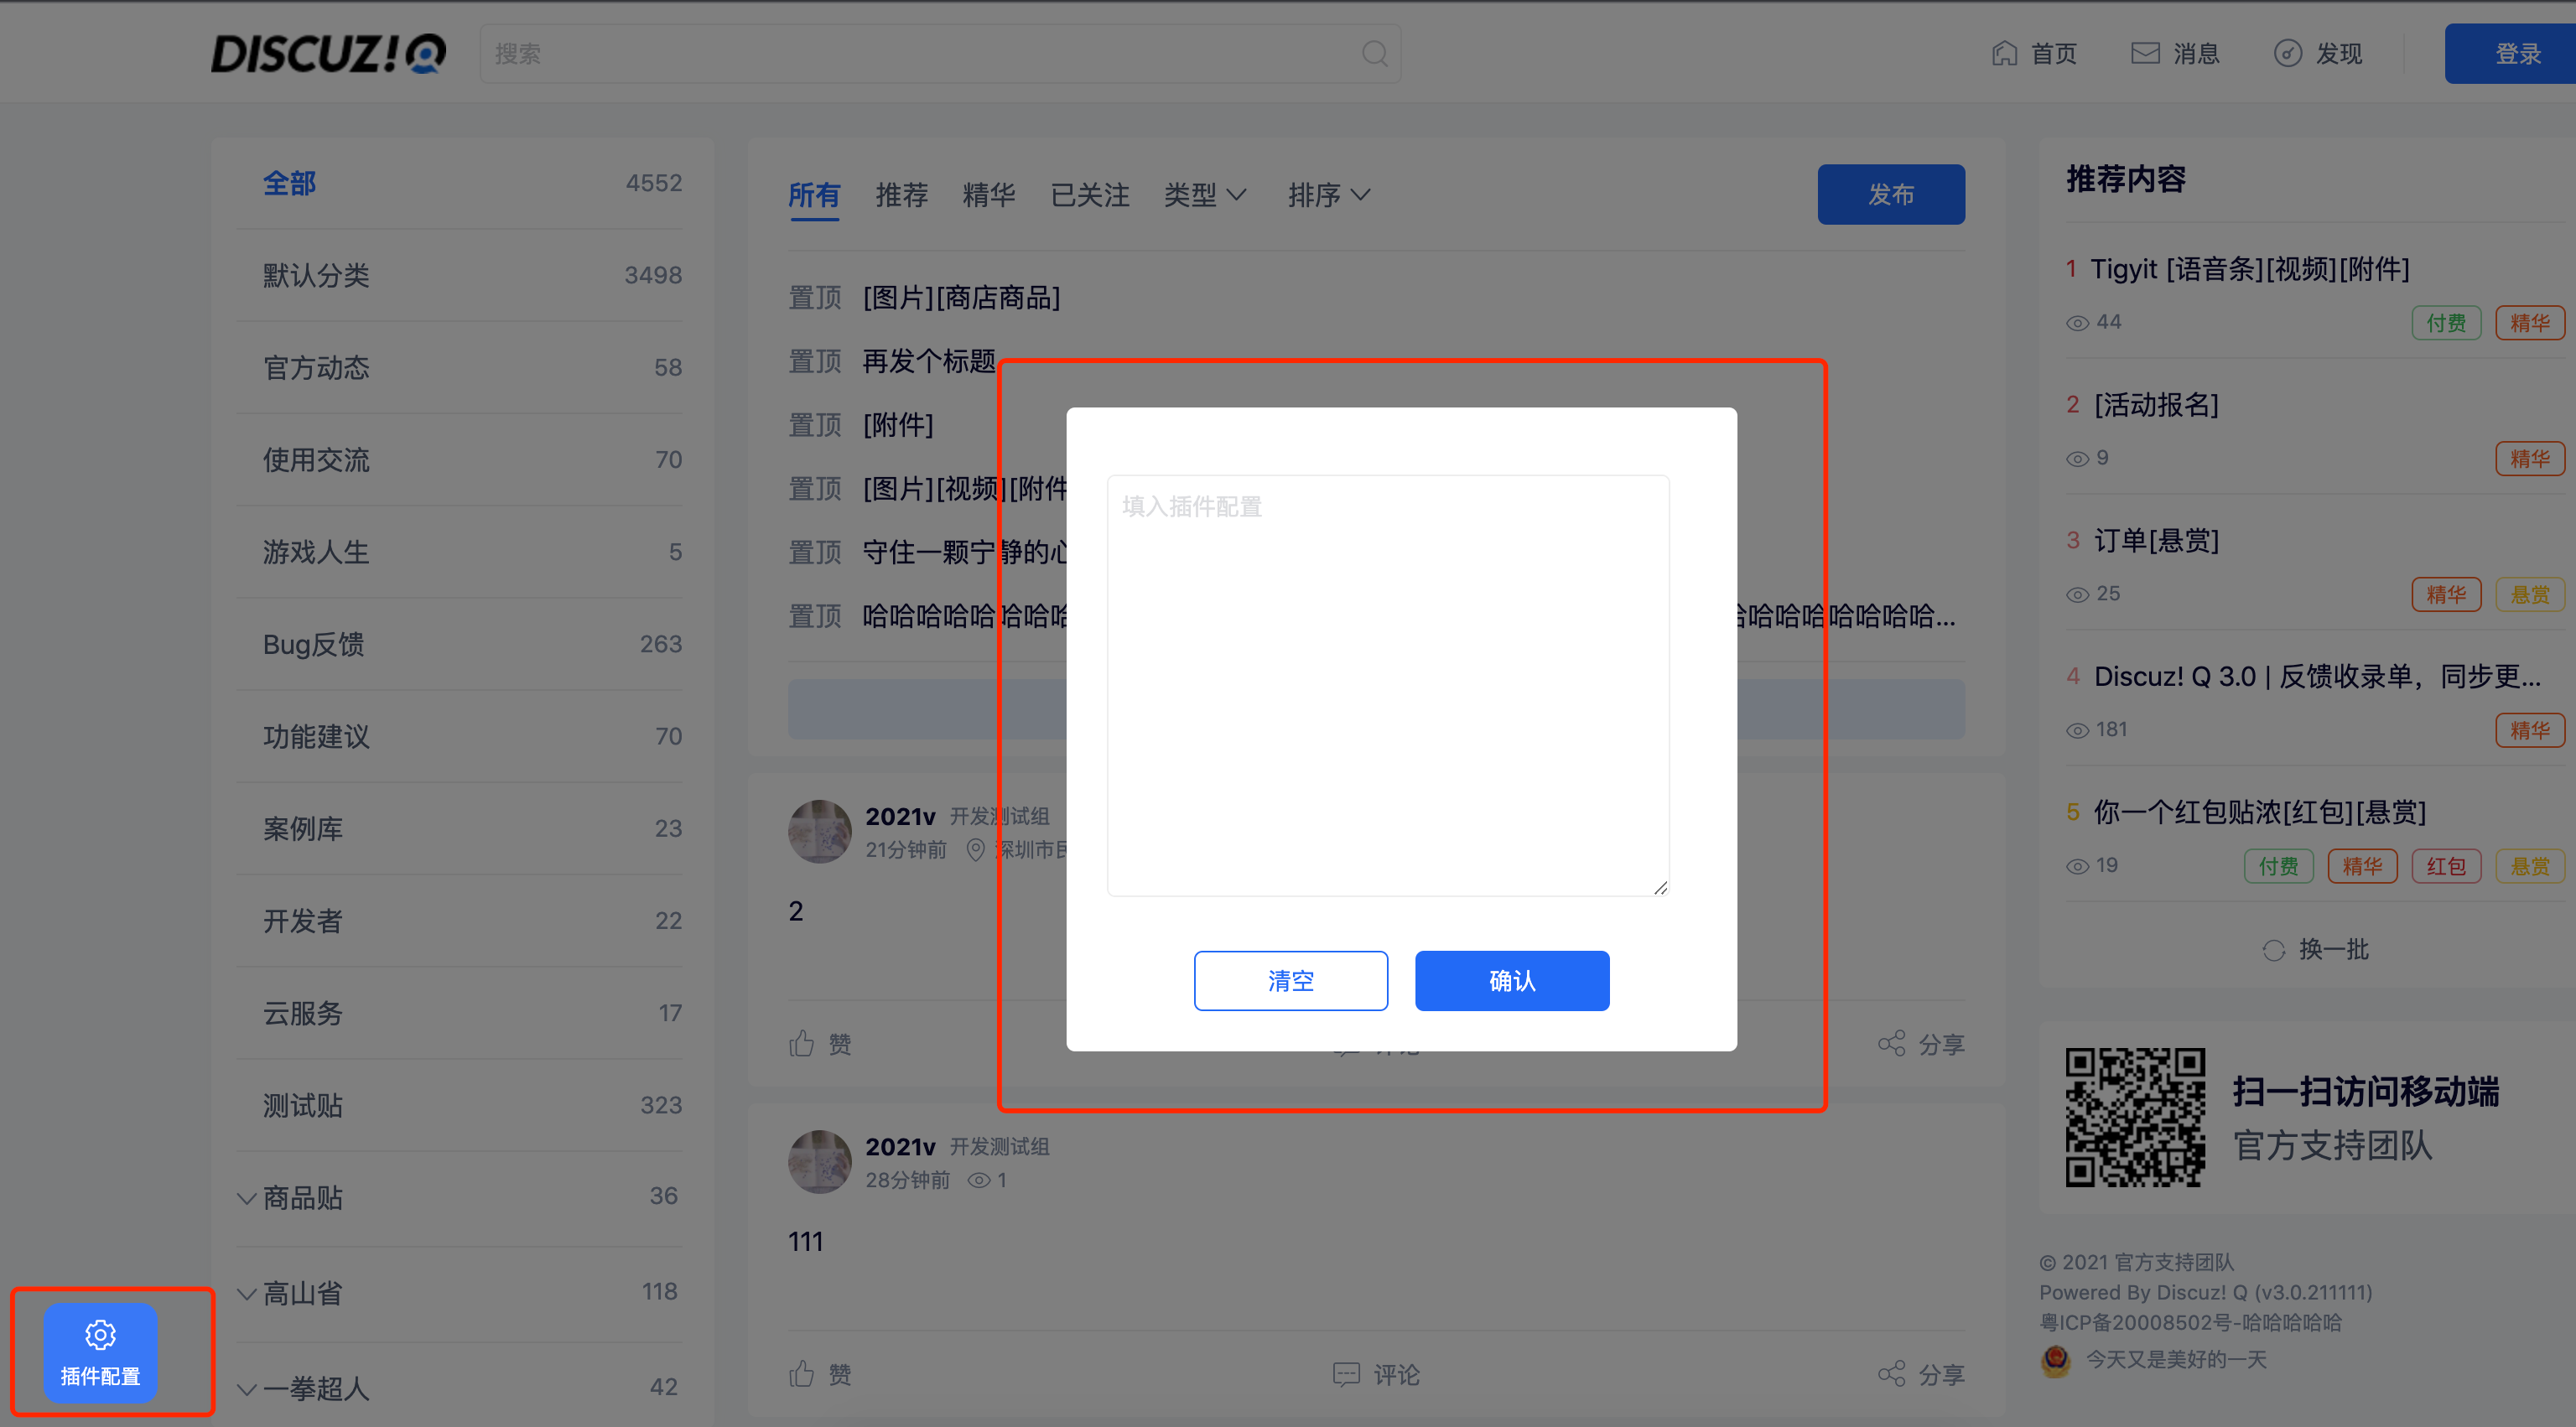 DISCUZ!Q
搜索
首页
消息
发现
登录
全部 4552
默认分类 3498
官方动态 58
使用交流 70
游戏人生 5
Bug反馈 263
功能建议 70
案例库 23
开发者 22
云服务 17
测试贴 323
商品贴 36
高山省 118
一拳超人 42
插件配置
所有 推荐 精华 已关注 类型 排序
发布
置顶 [图片][商店商品]
置顶 再发个标题
置顶 [附件]
置顶 [图片][视频][附件
置顶 守住一颗宁静的心
置顶 哈哈哈哈哈哈哈哈 哈哈哈哈哈哈哈哈...
填入插件配置
清空
确认
2021v 开发测试组
21分钟前 深圳市民
2
赞 评论 分享
2021v 开发测试组
28分钟前 1
111
赞 评论 分享
推荐内容
1 Tigyit [语音条][视频][附件]
44 付费 精华
2 [活动报名]
9 精华
3 订单[悬赏]
25 精华 悬赏
4 Discuz! Q 3.0 | 反馈收录单，同步更...
181 精华
5 你一个红包贴浓[红包][悬赏]
19 付费 精华 红包 悬赏
换一批
扫一扫访问移动端
官方支持团队
© 2021 官方支持团队
Powered By Discuz! Q (v3.0.211111)
粤ICP备20008502号-哈哈哈哈哈
今天又是美好的一天